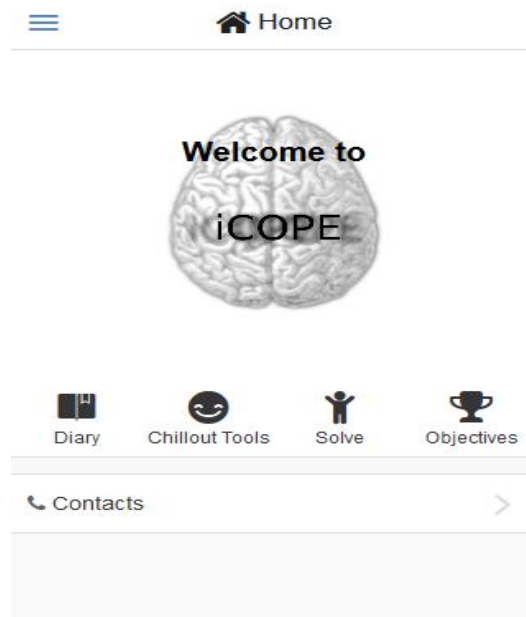 Home
Welcome to
iCOPE
Diary Chillout Tools Solve Objectives
Contacts